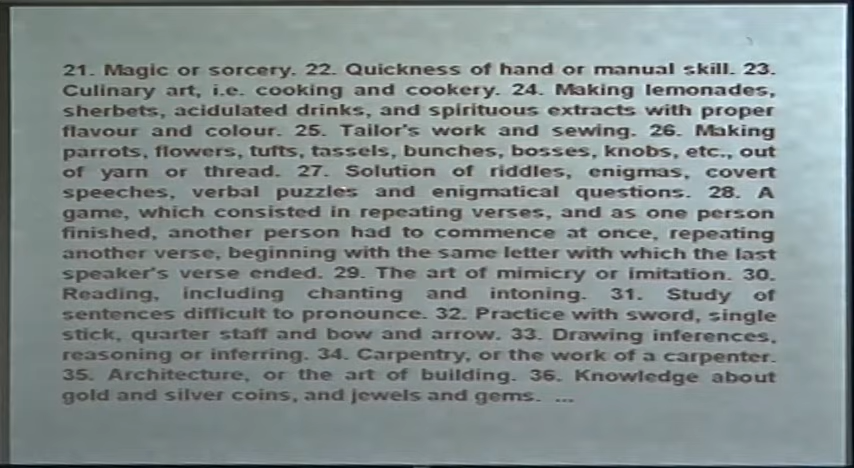 21. Magic or sorcery. 22. Quickness of hand or manual skill. 23.
Culinary art, i.e. cooking and cookery. 24. Making lemonades,
sherbets, acidulated drinks, and spirituous extracts with proper
flavour and colour. 25. Tailor's work and sewing. 26. Making
parrots, flowers, tufts, tassels, bunches, bosses, knobs, etc., out
of yarn or thread. 27. Solution of riddles, enigmas, covert
speeches, verbal puzzles and enigmatical questions. 28. A
game, which consisted in repeating verses, and as one person
finished, another person had to commence at once, repeating
another verse, beginning with the same letter with which the last
speaker's verse ended. 29. The art of mimicry or imitation. 30.
Reading, including chanting and intoning. 31. Study of
sentences difficult to pronounce. 32. Practice with sword, single
stick, quarter staff and bow and arrow. 33. Drawing inferences,
reasoning or inferring. 34. Carpentry, or the work of a carpenter.
35. Architecture, or the art of building. 36. Knowledge about
gold and silver coins, and jewels and gems. ...